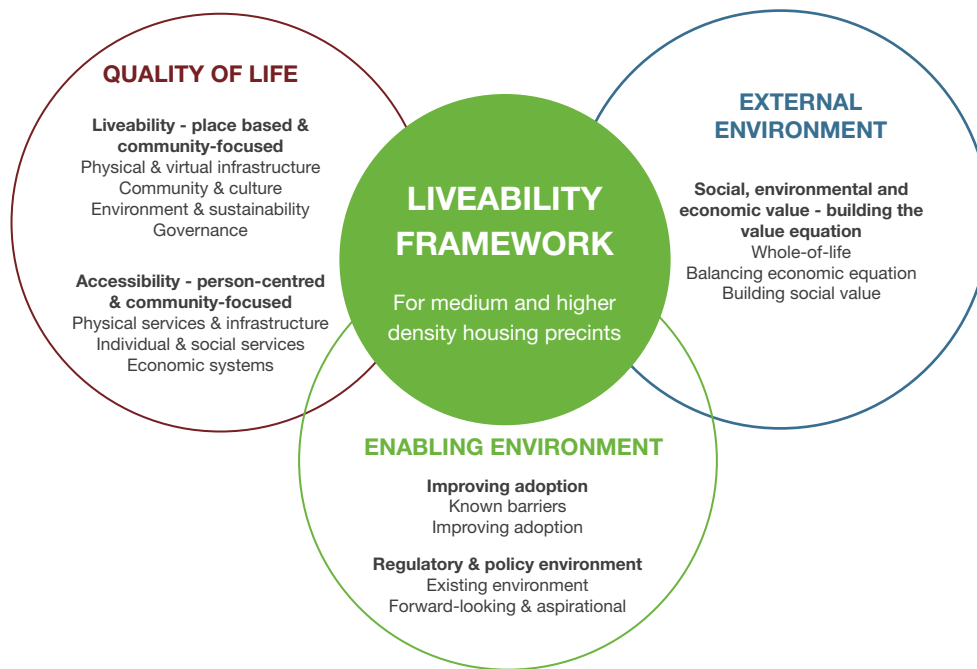 QUALITY OF LIFE
Liveability - place based &
community-focused
Physical & virtual infrastructure
Community & culture
Environment & sustainability
Governance
Accessibility - person-centred
& community-focused
Physical services & infrastructure
Individual & social services
Economic systems
LIVEABILITY
FRAMEWORK
For medium and higher
density housing precints
EXTERNAL
ENVIRONMENT
Social, environmental and
economic value - building the
value equation
Whole-of-life
Balancing economic equation
Building social value
ENABLING ENVIRONMENT
Improving adoption
Known barriers
Improving adoption
Regulatory & policy environment
Existing environment
Forward-looking & aspirational